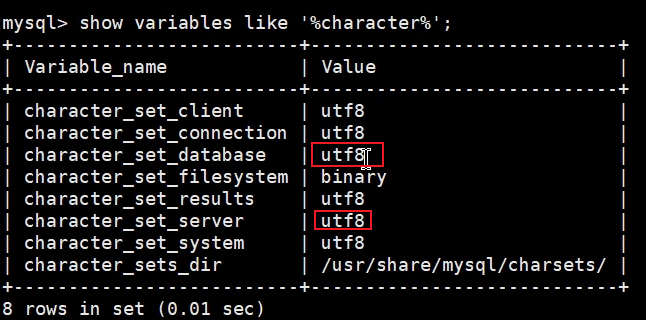 mysql> show variables like '%character%';
+--------------------------+----------------------------+
| Variable_name            | Value                      |
+--------------------------+----------------------------+
| character_set_client     | utf8                       |
| character_set_connection | utf8                       |
| character_set_database   | utf8                       |
| character_set_filesystem | binary                     |
| character_set_results    | utf8                       |
| character_set_server     | utf8                       |
| character_set_system     | utf8                       |
| character_sets_dir       | /usr/share/mysql/charsets/ |
+--------------------------+----------------------------+
8 rows in set (0.01 sec)